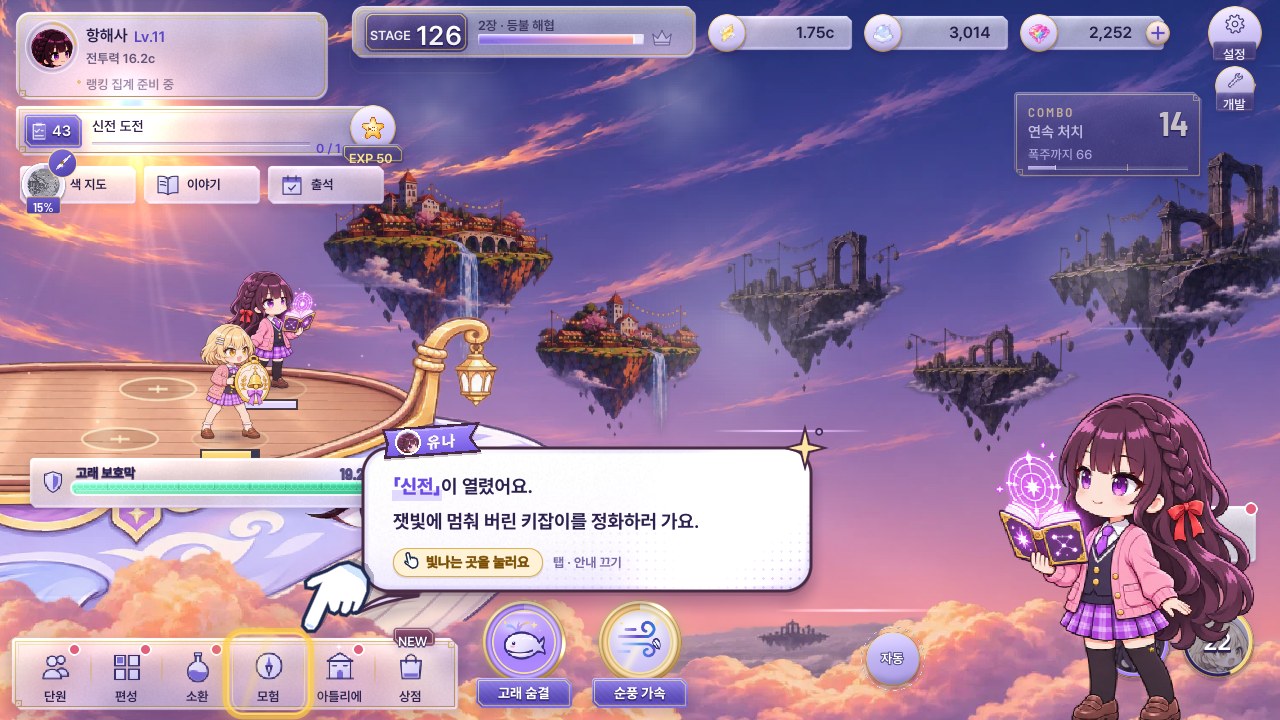 항해사 Lv.11
전투력 16.2c
랭킹 집계 준비 중
STAGE 126
2장 · 등불 해협
1.75c
3,014
2,252
설정
개발
43
신전 도전
0 / 1
EXP 50
COMBO
연속 처치
14
폭주까지 66
색 지도
15%
이야기
출석
고래 보호막
19.2
유나
「신전」이 열렸어요.
잿빛에 멈춰 버린 키잡이를 정화하러 가요.
빛나는 곳을 눌러요
탭 · 안내 끄기
단원
편성
소환
모험
아틀리에
NEW
상점
고래 숨결
순풍 가속
자동
22